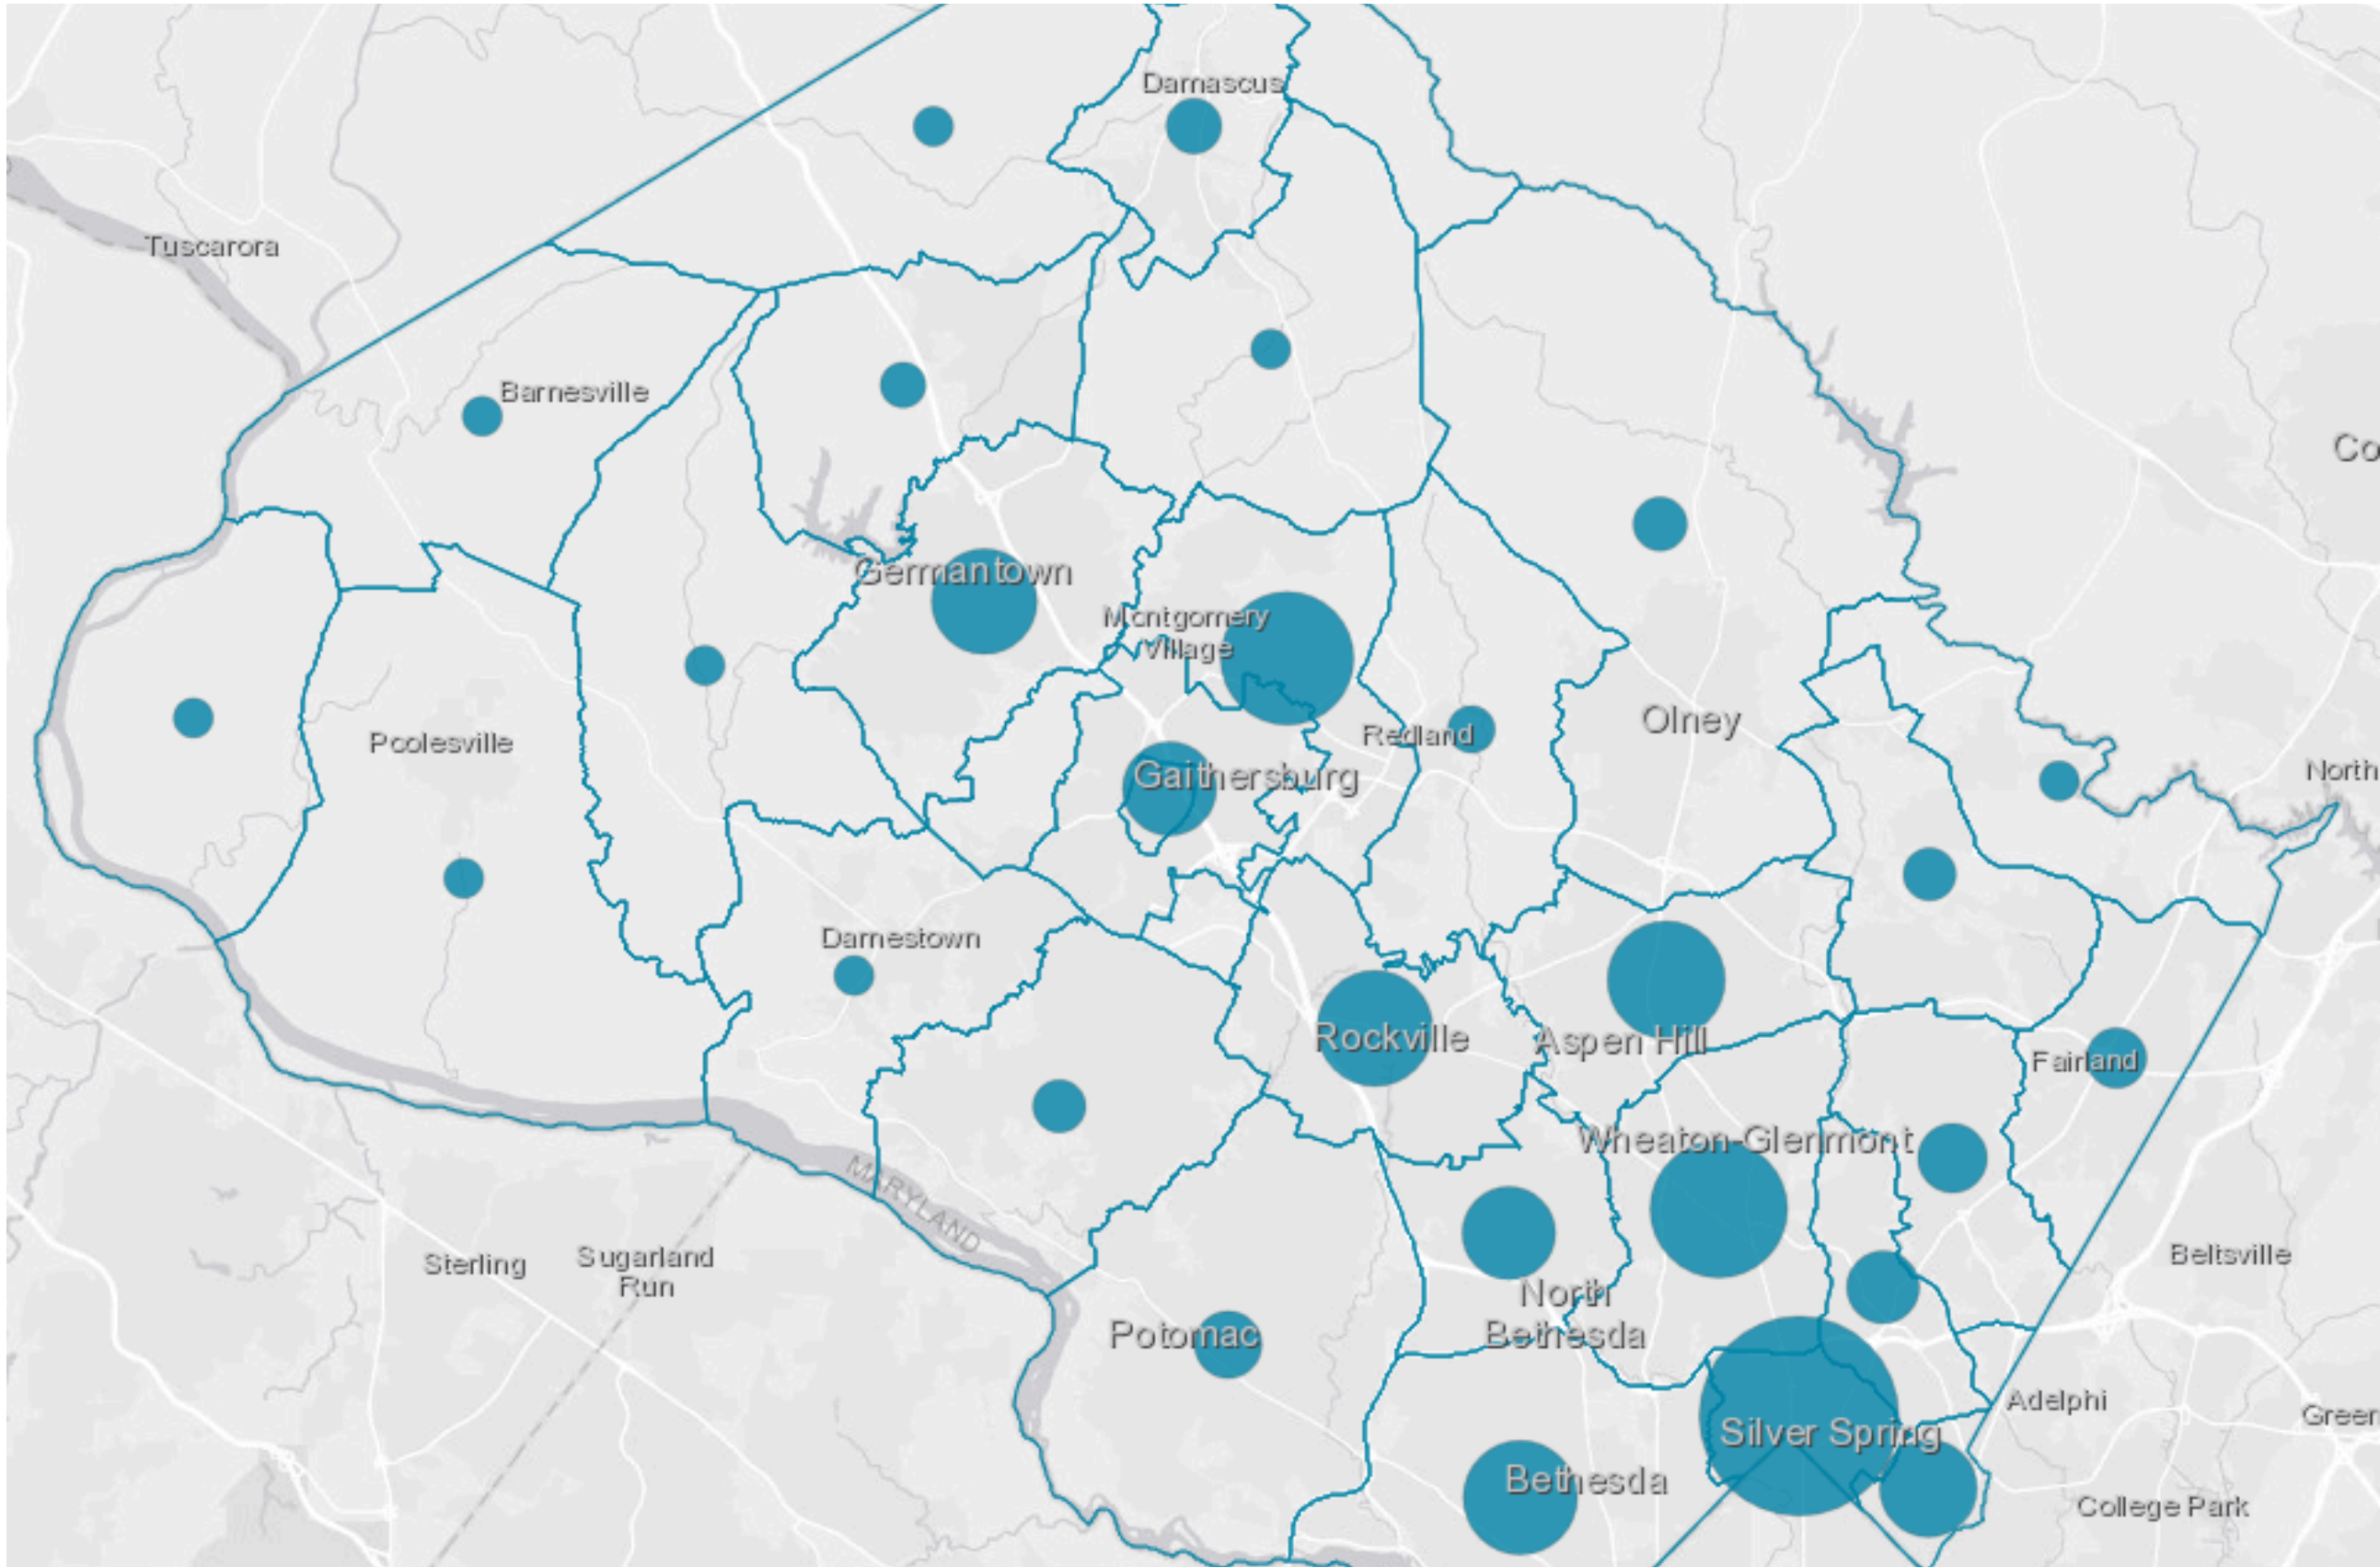 Damascus
Tuscarora
Barnesville
Co
Germantown
Montgomery
Village
Olney
Redland
Poolesville
North
Gaithersburg
Darnestown
Rockville
Aspen Hill
Fairland
Wheaton-Glenmont
MARYLAND
Sterling
Sugarland
Run
Beltsville
North
Bethesda
Potomac
Adelphi
Green
Silver Spring
Bethesda
College Park